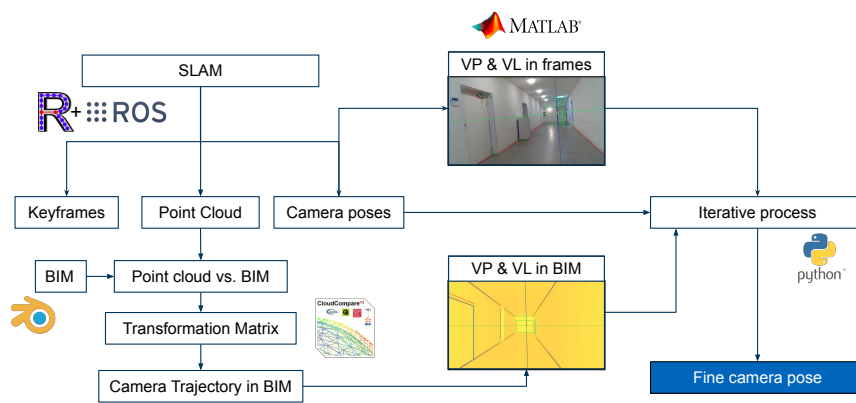 MATLAB®
SLAM
VP & VL in frames
R+ ROS
Keyframes
Point Cloud
Camera poses
Iterative process
python™
BIM
Point cloud vs. BIM
VP & VL in BIM
CloudCompare
Transformation Matrix
Camera Trajectory in BIM
Fine camera pose